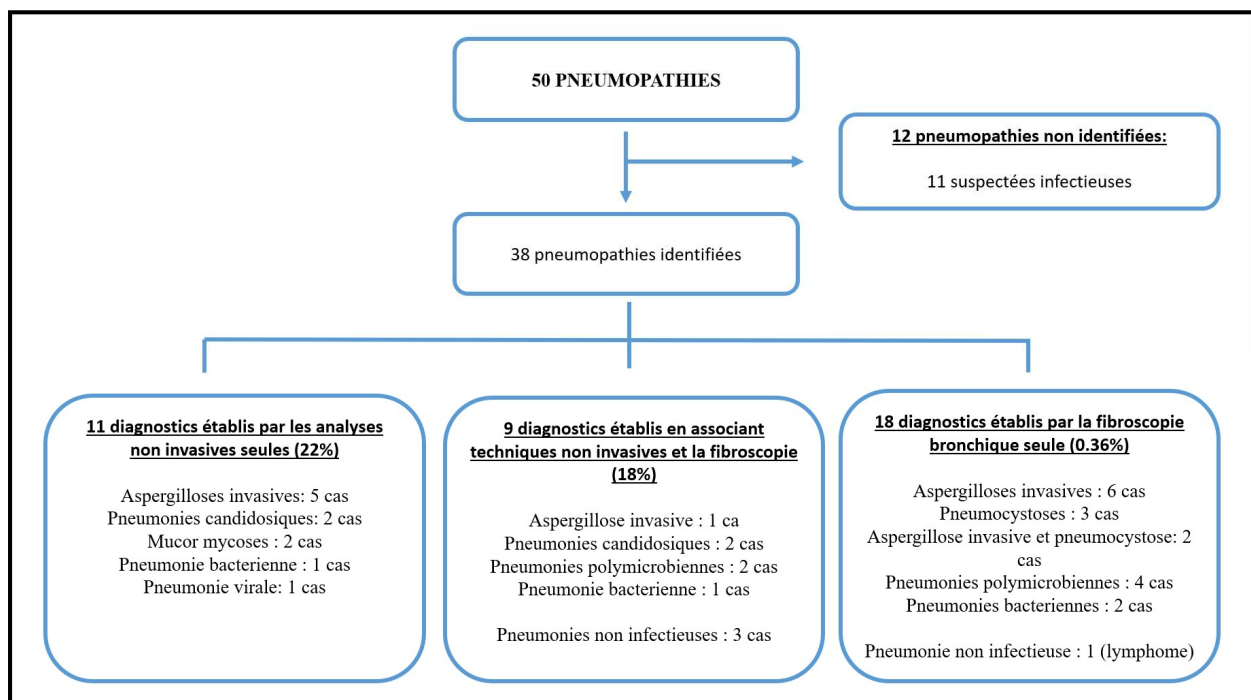 50 PNEUMOPATHIES
12 pneumopathies non identifiées:
11 suspectées infectieuses
38 pneumopathies identifiées
11 diagnostics établis par les analyses
non invasives seules (22%)
Aspergilloses invasives: 5 cas
Pneumonies candidosiques: 2 cas
Mucor mycoses : 2 cas
Pneumonie bacterienne : 1 cas
Pneumonie virale: 1 cas
9 diagnostics établis en associant
techniques non invasives et la fibroscopie
(18%)
Aspergillose invasive : 1 ca
Pneumonies candidosiques : 2 cas
Pneumonies polymicrobiennes : 2 cas
Pneumonie bacterienne : 1 cas
Pneumonies non infectieuses : 3 cas
18 diagnostics établis par la fibroscopie
bronchique seule (0.36%)
Aspergilloses invasives : 6 cas
Pneumocystoses : 3 cas
Aspergillose invasive et pneumocystose: 2
cas
Pneumonies polymicrobiennes : 4 cas
Pneumonies bacteriennes : 2 cas
Pneumonie non infectieuse : 1 (lymphome)